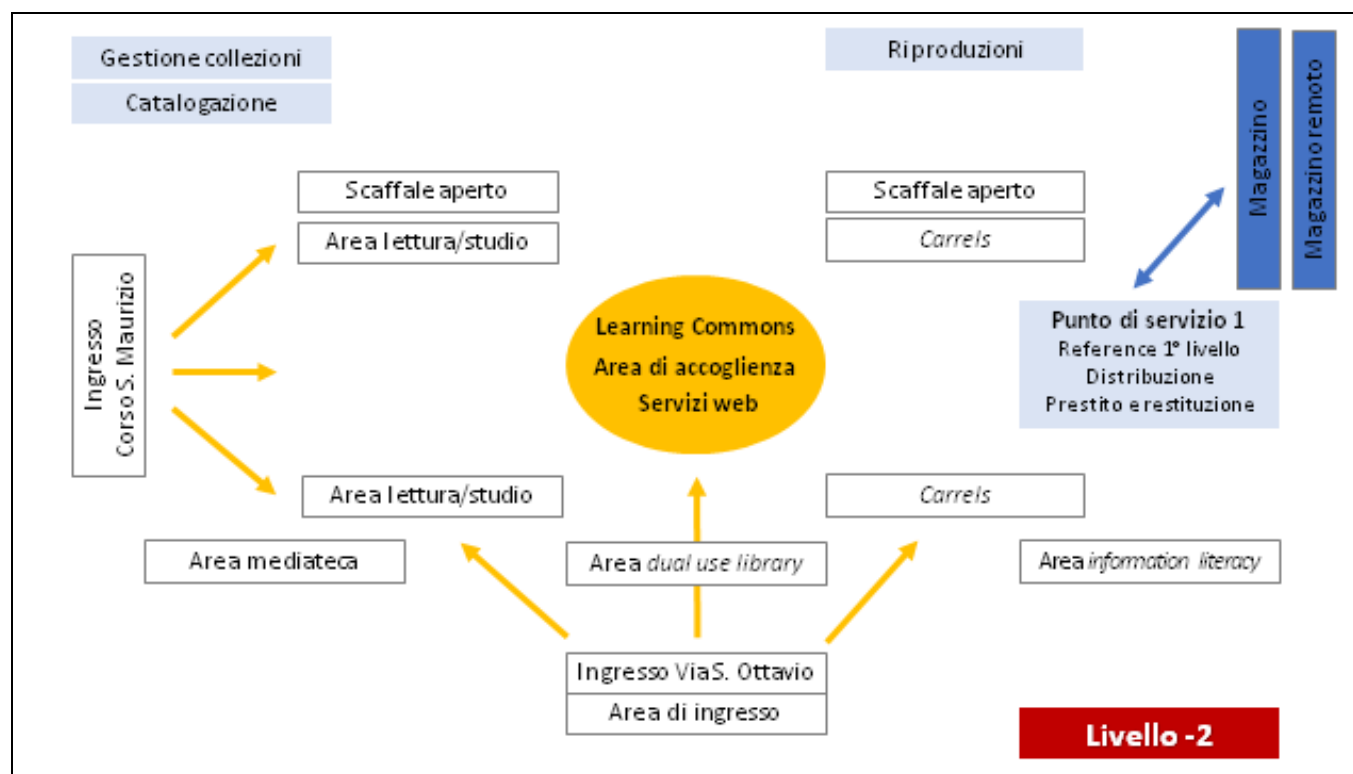 Gestione collezioni
Catalogazione
Riproduzioni
Magazzino
Magazzino remoto
Scaffale aperto
Area lettura/studio
Scaffale aperto
Carrels
Ingresso
Corso S. Maurizio
Learning Commons
Area di accoglienza
Servizi web
Punto di servizio 1
Reference 1° livello
Distribuzione
Prestito e restituzione
Area lettura/studio
Carrels
Area mediateca
Area dual use library
Area information literacy
Ingresso Via S. Ottavio
Area di ingresso
Livello -2